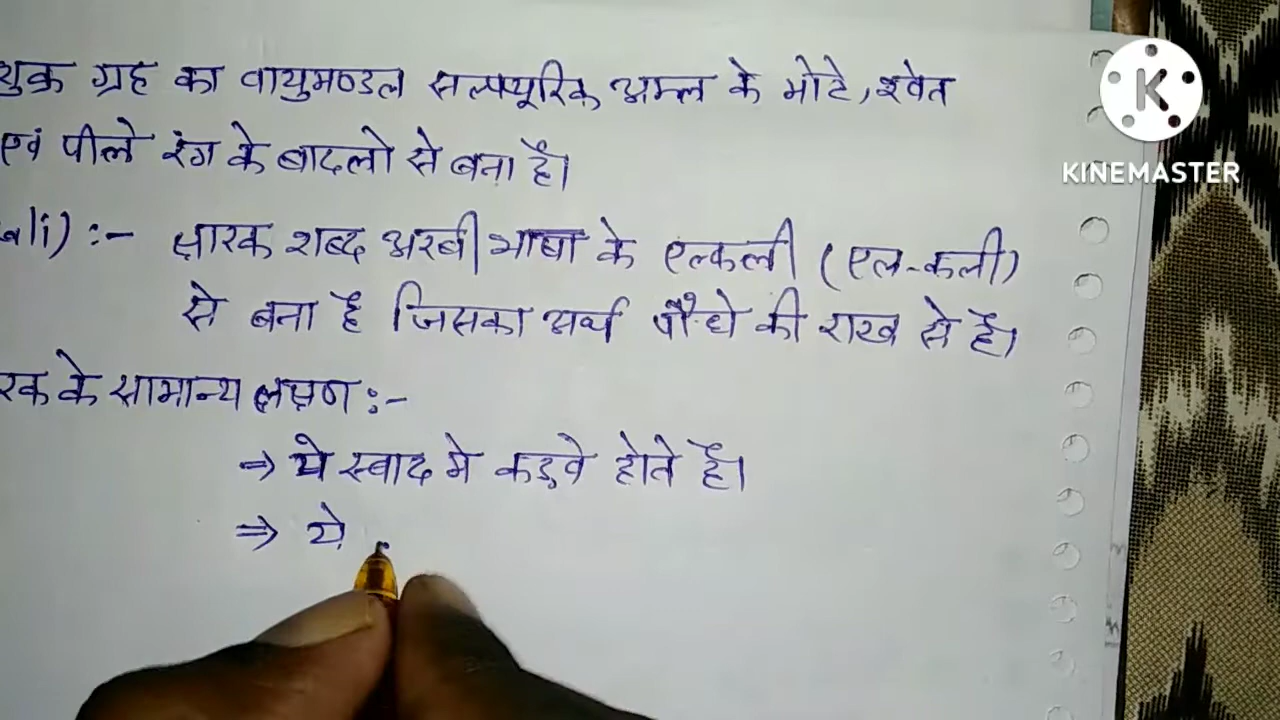 शुक्र ग्रह का वायुमण्डल सल्फ्यूरिक अम्ल के मोटे, श्वेत
एवं पीले रंग के बादलो से बना है।
ali) :- क्षारक शब्द अरबी भाषा के एल्कली (एल-कली)
से बना है जिसका अर्थ पौधे की राख से है।
रक के सामान्य लक्षण :-
⇒ ये स्वाद मे कड़वे होते है।
⇒ ये
K
KINEMASTER